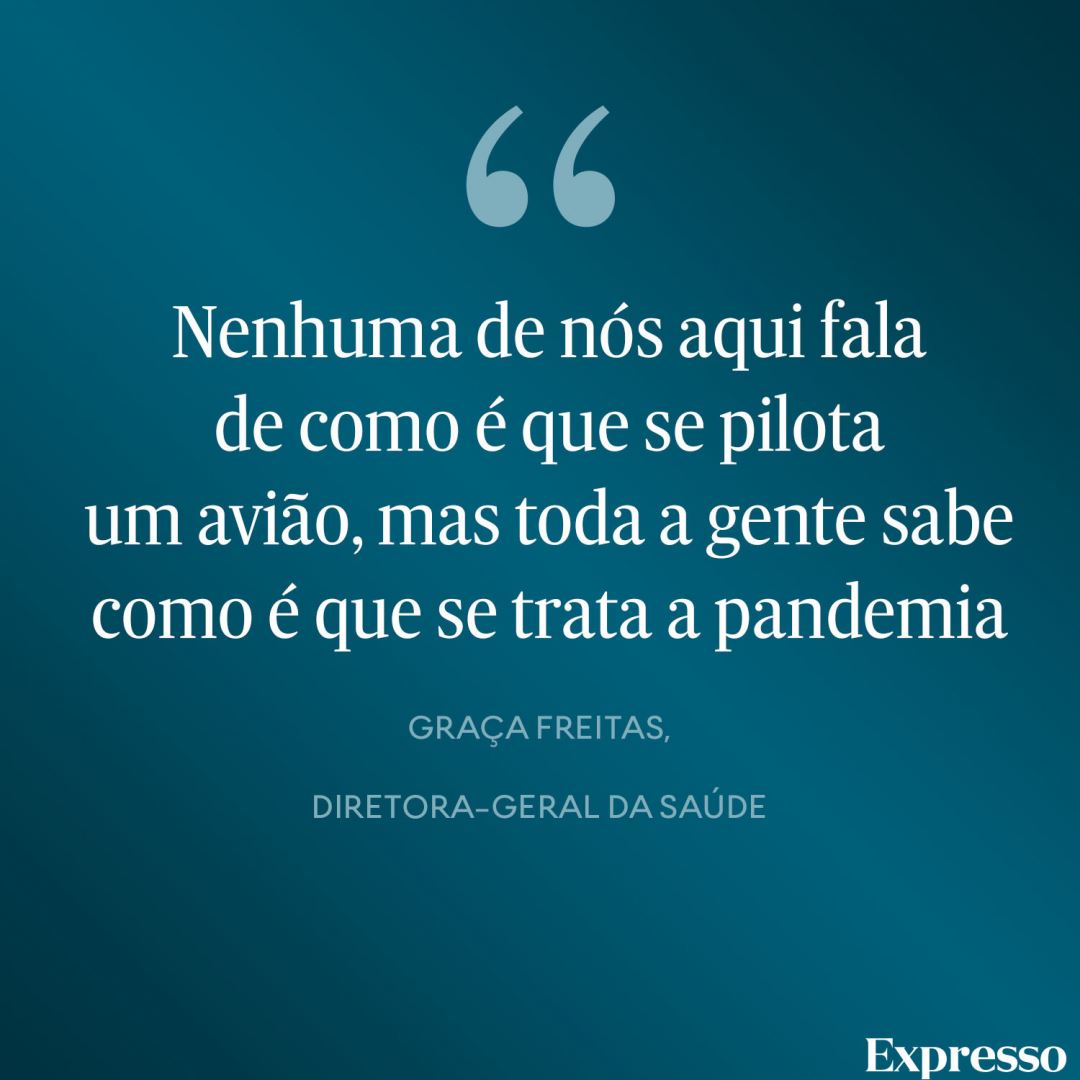 “
Nenhuma de nós aqui fala
de como é que se pilota
um avião, mas toda a gente sabe
como é que se trata a pandemia
GRAÇA FREITAS,
DIRETORA-GERAL DA SAÚDE
Expresso